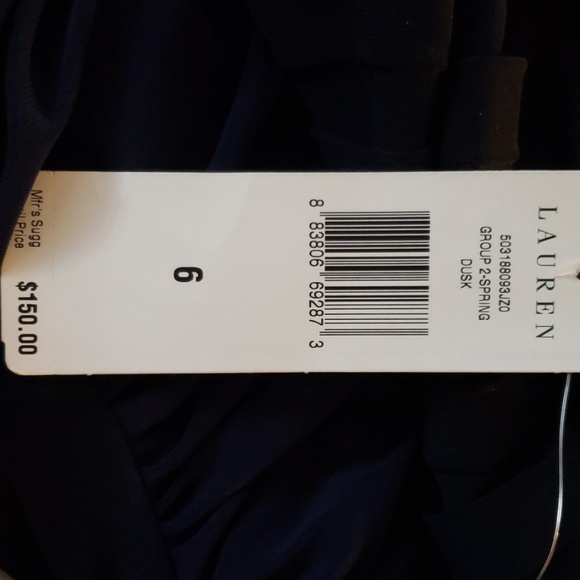 LAUREN
503188093JZ0
GROUP 2-SPRING
DUSK
8 83806 69287 3
6
Mfr's Sugg
Price
$150.00